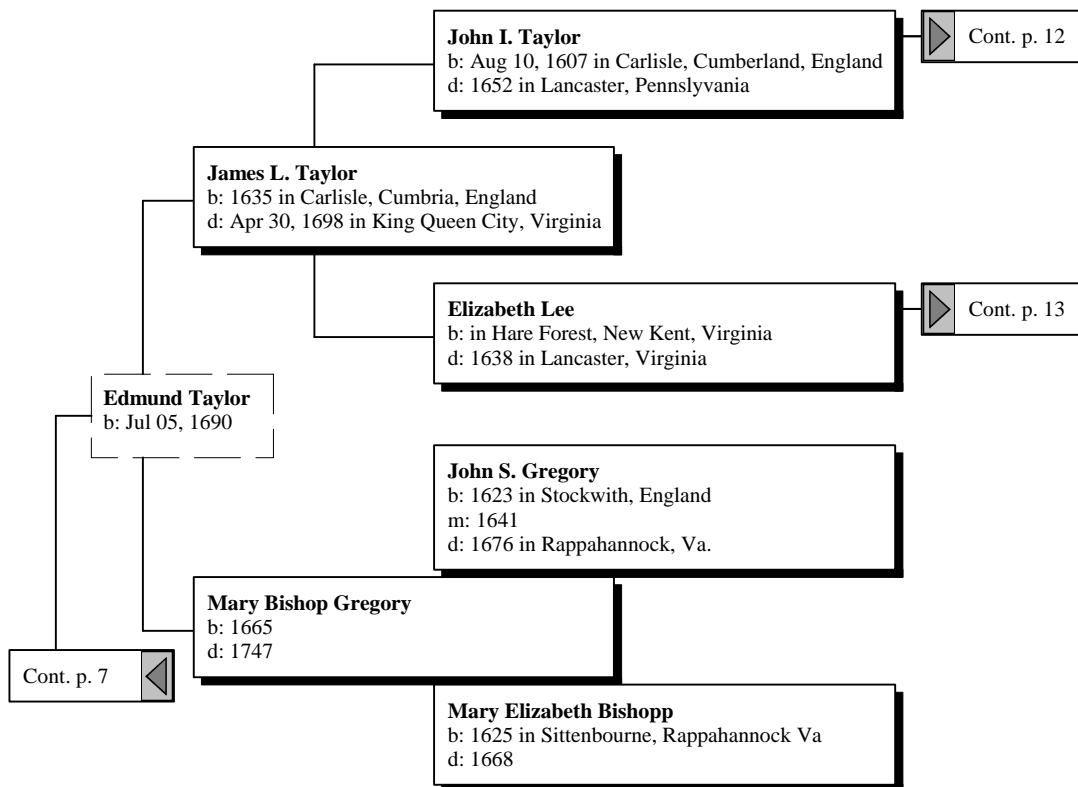 John I. Taylor
b: Aug 10, 1607 in Carlisle, Cumberland, England
d: 1652 in Lancaster, Pennslyvania
Cont. p. 12
James L. Taylor
b: 1635 in Carlisle, Cumbria, England
d: Apr 30, 1698 in King Queen City, Virginia
Elizabeth Lee
b: in Hare Forest, New Kent, Virginia
d: 1638 in Lancaster, Virginia
Cont. p. 13
Edmund Taylor
b: Jul 05, 1690
John S. Gregory
b: 1623 in Stockwith, England
m: 1641
d: 1676 in Rappahannock, Va.
Mary Bishop Gregory
b: 1665
d: 1747
Cont. p. 7
Mary Elizabeth Bishopp
b: 1625 in Sittenbourne, Rappahannock Va
d: 1668